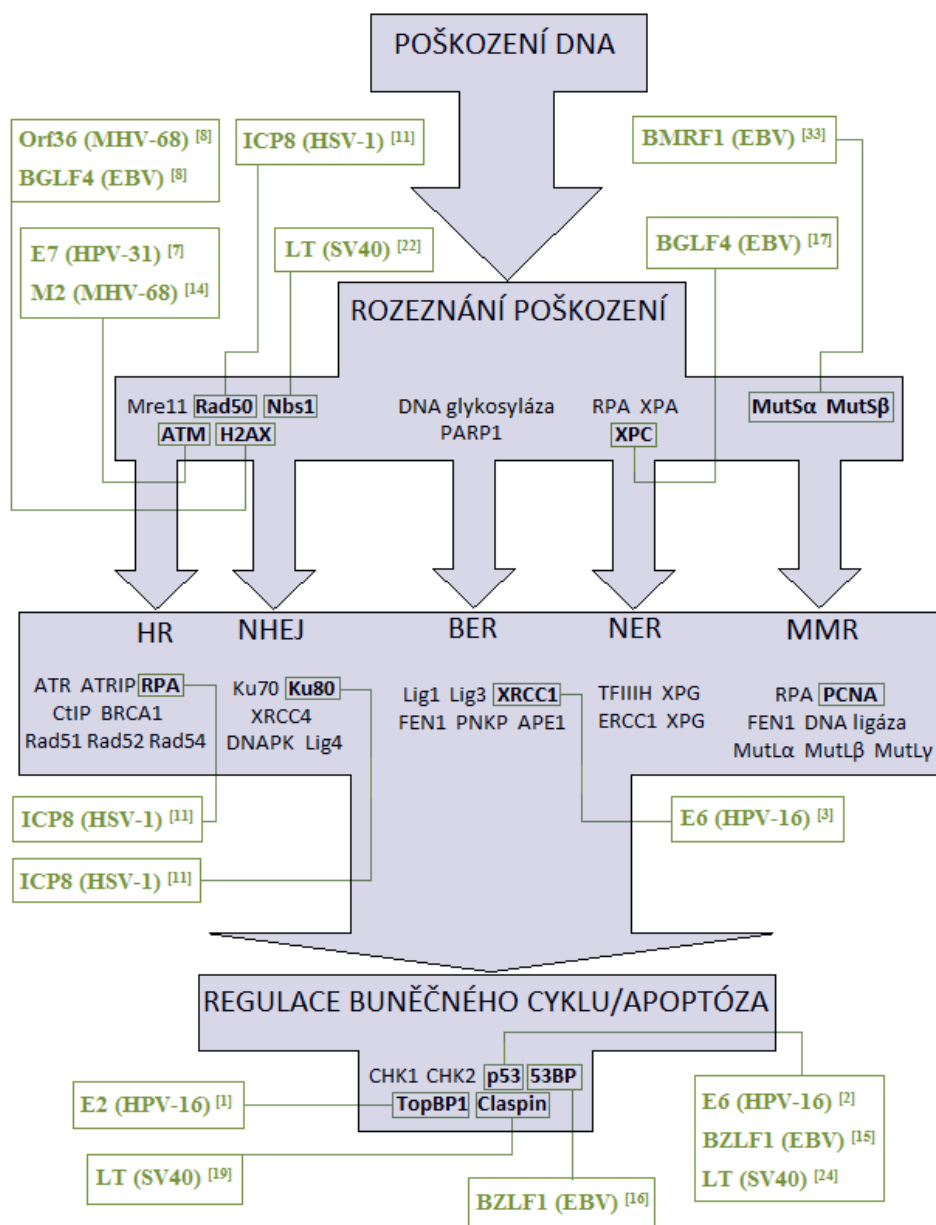 POŠKOZENÍ DNA
Orf36 (MHV-68) [8]
BGLF4 (EBV) [8]
ICP8 (HSV-1) [11]
BMRF1 (EBV) [33]
E7 (HPV-31) [7]
M2 (MHV-68) [14]
LT (SV40) [22]
BGLF4 (EBV) [17]
ROZEZNÁNÍ POŠKOZENÍ
Mre11 Rad50 Nbs1
ATM H2AX
DNA glykosyláza
PARP1
RPA XPA
XPC
MutSα MutSβ
HR
NHEJ
BER
NER
MMR
ATR ATRIP RPA
CtIP BRCA1
Rad51 Rad52 Rad54
Ku70 Ku80
XRCC4
DNAPK Lig4
Lig1 Lig3 XRCC1
FEN1 PNKP APE1
TFIIIH XPG
ERCC1 XPG
RPA PCNA
FEN1 DNA ligáza
MutLα MutLβ MutLγ
ICP8 (HSV-1) [11]
E6 (HPV-16) [3]
ICP8 (HSV-1) [11]
REGULACE BUNĚČNÉHO CYKLU/APOPTÓZA
CHK1 CHK2 p53 53BP
TopBP1 Claspin
E2 (HPV-16) [1]
E6 (HPV-16) [2]
BZLF1 (EBV) [15]
LT (SV40) [24]
LT (SV40) [19]
BZLF1 (EBV) [16]